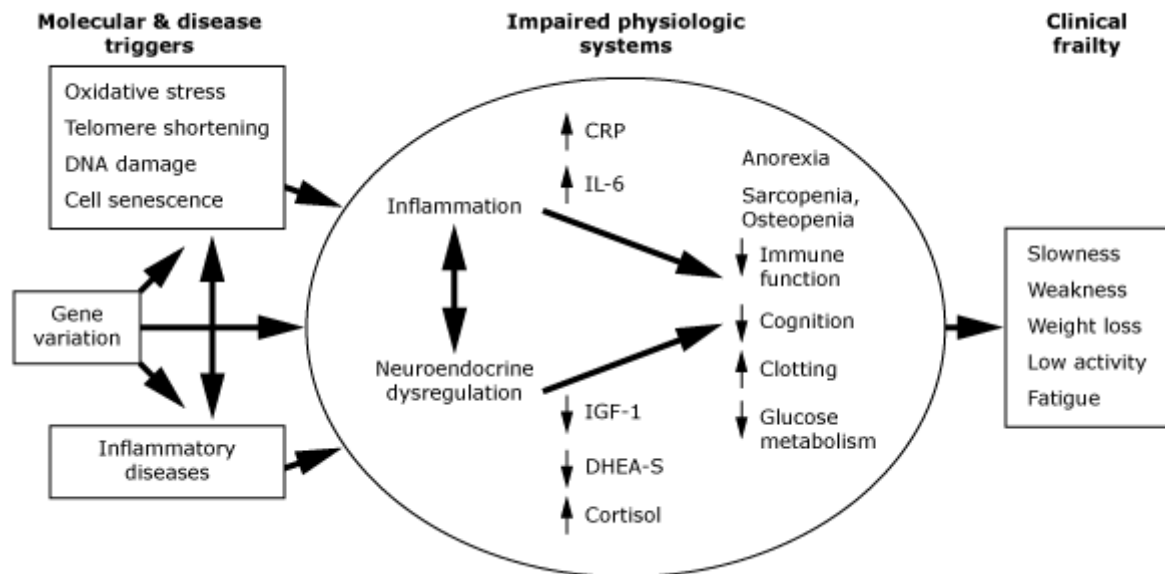 Molecular & disease
triggers
Oxidative stress
Telomere shortening
DNA damage
Cell senescence
Gene
variation
Inflammatory
diseases
Impaired physiologic
systems
CRP
IL-6
Inflammation
Neuroendocrine
dysregulation
IGF-1
DHEA-S
Cortisol
Anorexia
Sarcopenia,
Osteopenia
Immune
function
Cognition
Clotting
Glucose
metabolism
Clinical
frailty
Slowness
Weakness
Weight loss
Low activity
Fatigue